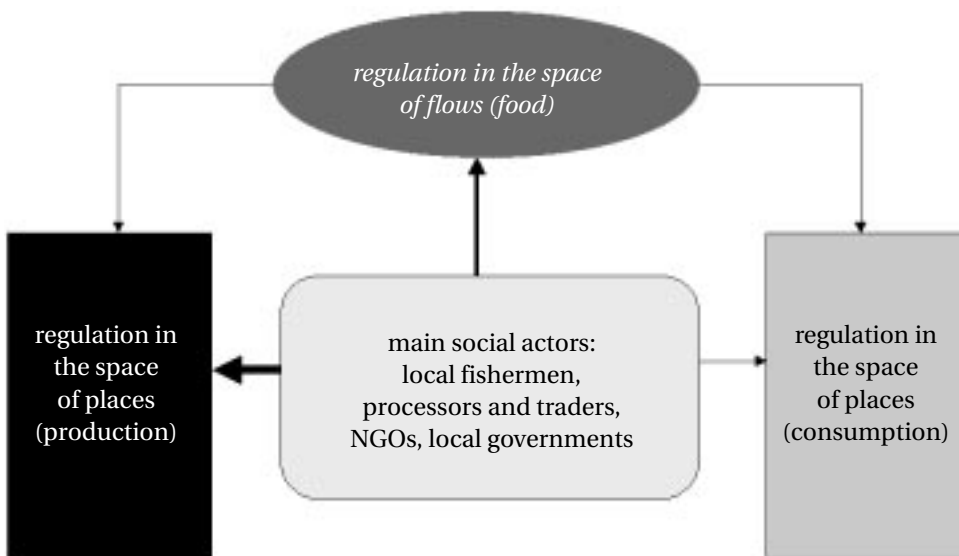 regulation in the space
of flows (food)
regulation in
the space
of places
(production)
main social actors:
local fishermen,
processors and traders,
NGOs, local governments
regulation in
the space
of places
(consumption)